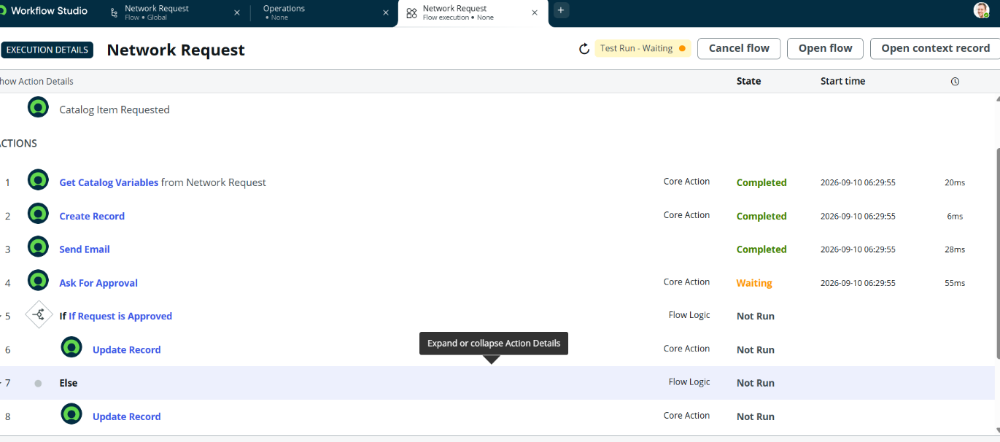 Workflow Studio
Network Request
Flow • Global
Operations
• None
Network Request
Flow execution • None
EXECUTION DETAILS
Network Request
Test Run - Waiting
Cancel flow
Open flow
Open context record
how Action Details
State
Start time
Catalog Item Requested
CTIONS
1 Get Catalog Variables from Network Request Core Action Completed 2026-09-10 06:29:55 20ms
2 Create Record Core Action Completed 2026-09-10 06:29:55 6ms
3 Send Email Completed 2026-09-10 06:29:55 28ms
4 Ask For Approval Core Action Waiting 2026-09-10 06:29:55 55ms
5 If If Request is Approved Flow Logic Not Run
Expand or collapse Action Details
6 Update Record Core Action Not Run
7 Else Flow Logic Not Run
8 Update Record Core Action Not Run